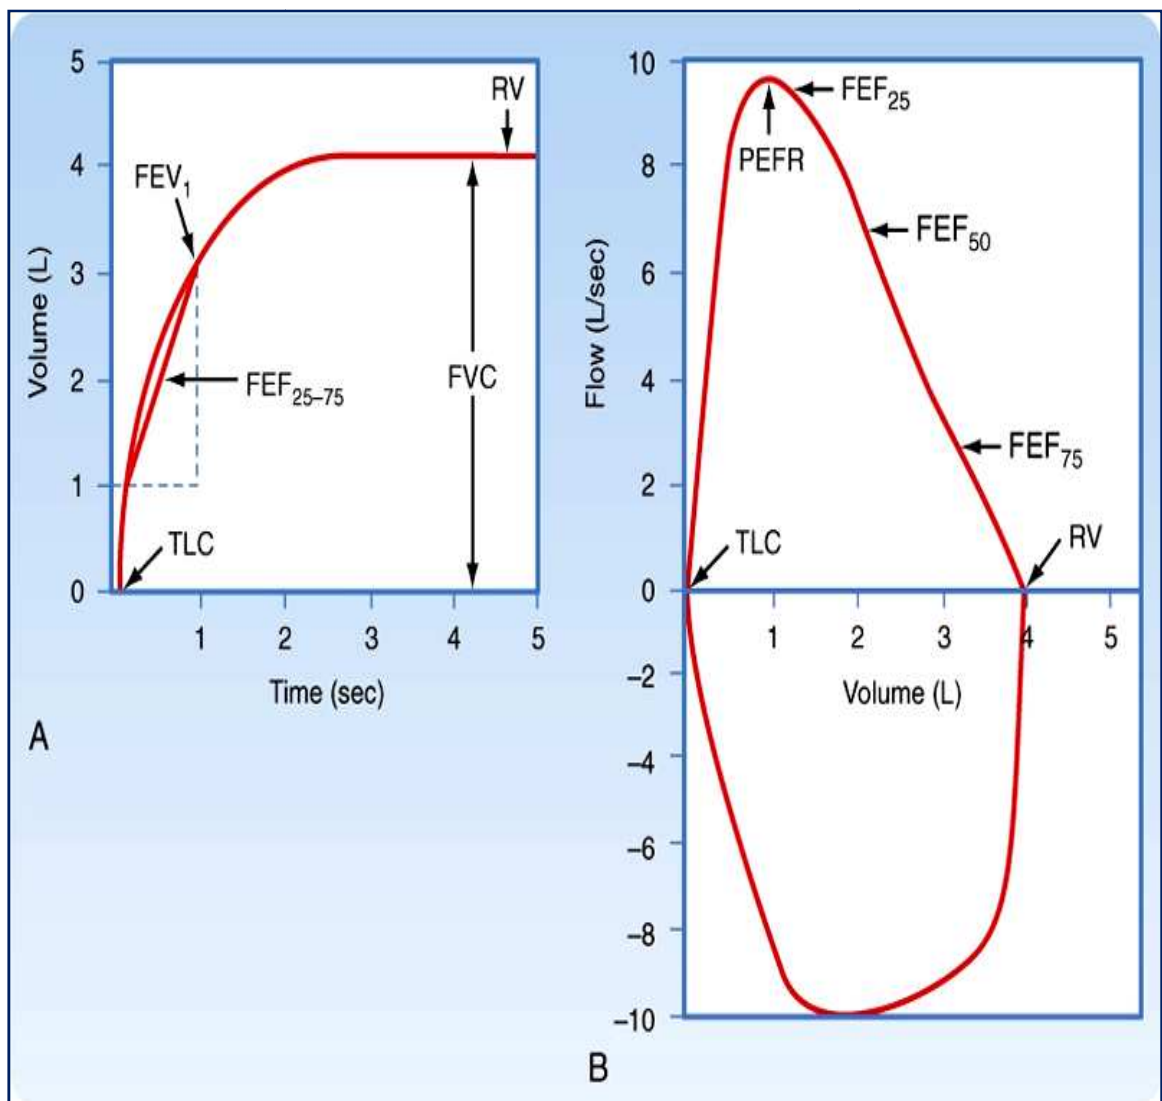 5
4
3
2
1
0
Volume (L)
RV
FEV1
FEF25–75
FVC
TLC
1
2
3
4
5
Time (sec)
A
10
8
6
4
2
0
–2
–4
–6
–8
–10
Flow (L/sec)
FEF25
PEFR
FEF50
FEF75
TLC
RV
1
2
3
4
5
Volume (L)
B